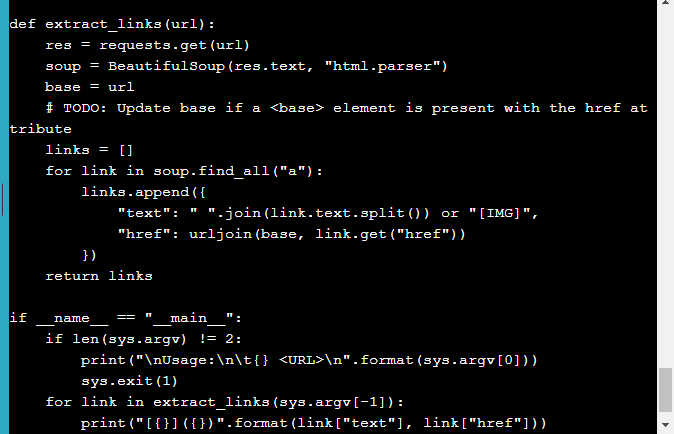 def extract_links(url):
    res = requests.get(url)
    soup = BeautifulSoup(res.text, "html.parser")
    base = url
    # TODO: Update base if a <base> element is present with the href at
tribute
    links = []
    for link in soup.find_all("a"):
        links.append({
            "text": " ".join(link.text.split()) or "[IMG]",
            "href": urljoin(base, link.get("href"))
        })
    return links

if __name__ == "__main__":
    if len(sys.argv) != 2:
        print("\nUsage:\n\t{} <URL>\n".format(sys.argv[0]))
        sys.exit(1)
    for link in extract_links(sys.argv[-1]):
        print("[{}]({})".format(link["text"], link["href"]))